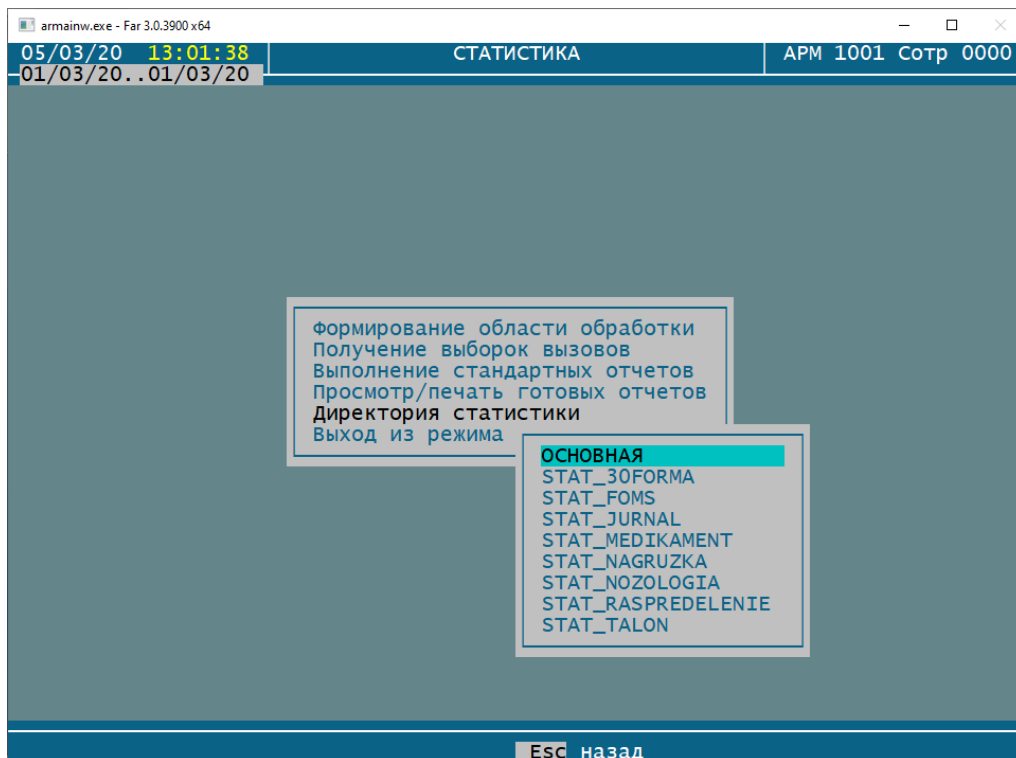 armainw.exe - Far 3.0.3900 x64
05/03/20 13:01:38 СТАТИСТИКА АРМ 1001 Сотр 0000
01/03/20..01/03/20
Формирование области обработки
Получение выборок вызовов
Выполнение стандартных отчетов
Просмотр/печать готовых отчетов
Директория статистики
Выход из режима
ОСНОВНАЯ
STAT_30FORMA
STAT_FOMS
STAT_JURNAL
STAT_MEDIKAMENT
STAT_NAGRUZKA
STAT_NOZOLOGIA
STAT_RASPREDELENIE
STAT_TALON
Esc назад